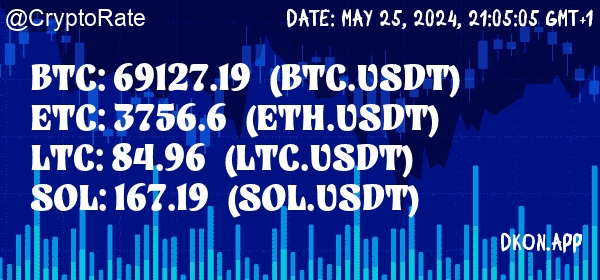 @CryptoRate
DATE: MAY 25, 2024, 21:05:05 GMT+1
BTC: 69127.19 (BTC.USDT)
ETC: 3756.6 (ETH.USDT)
LTC: 84.96 (LTC.USDT)
SOL: 167.19 (SOL.USDT)
DKON.APP